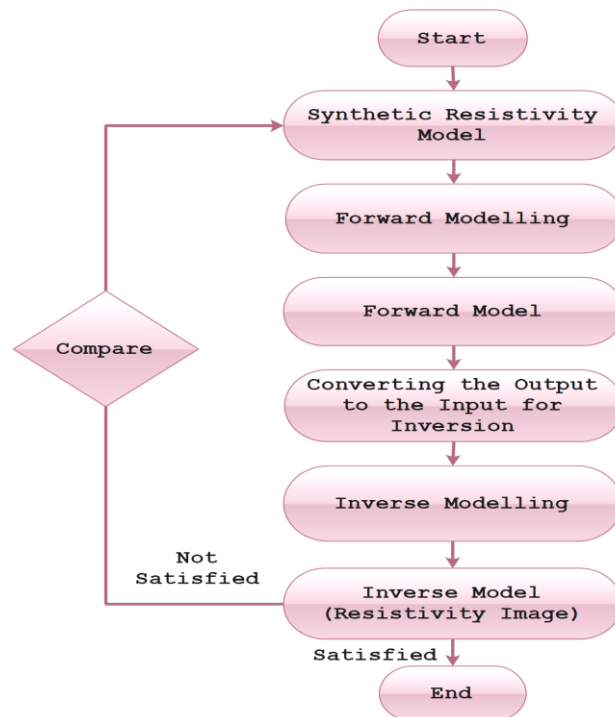 Start
Synthetic Resistivity
Model
Forward Modelling
Forward Model
Compare
Converting the Output
to the Input for
Inversion
Inverse Modelling
Not
Satisfied
Inverse Model
(Resistivity Image)
Satisfied
End